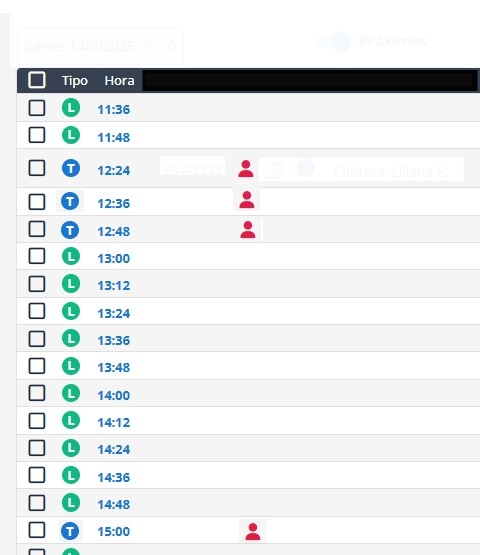 Jueves 14/8/2025
Próximos
Tipo Hora
L 11:36
L 11:48
T 12:24 Cabrera, Liliana E.
T 12:36
T 12:48
L 13:00
L 13:12
L 13:24
L 13:36
L 13:48
L 14:00
L 14:12
L 14:24
L 14:36
L 14:48
T 15:00
L